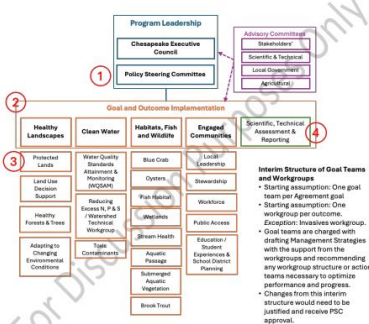 Program Leadership
Chesapeake Executive
Council
Policy Steering Committee
Advisory Committees
Stakeholders'
Scientific & Technical
Local Government
Agricultural
1
2
Goal and Outcome Implementation
Healthy
Landscapes
Clean Water
Habitats, Fish
and Wildlife
Engaged
Communities
Scientific, Technical
Assessment &
Reporting
4
3
Protected
Lands
Land Use
Decision
Support
Healthy
Forests & Trees
Adapting to
Changing
Environmental
Conditions
Water Quality
Standards
Attainment &
Monitoring
(WQSAM)
Reducing
Excess N, P & S
/ Watershed
Technical
Workgroup
Toxic
Contaminants
Blue Crab
Oysters
Fish Habitat
Wetlands
Stream Health
Aquatic
Passage
Submerged
Aquatic
Vegetation
Brook Trout
Local
Leadership
Stewardship
Workforce
Public Access
Education /
Student
Experiences &
School District
Planning
Interim Structure of Goal Teams
and Workgroups
• Starting assumption: One goal
team per Agreement goal
• Starting assumption: One
workgroup per outcome.
Exception: Invasives workgroup.
• Goal teams are charged with
drafting Management Strategies
with the support from the
workgroups and recommending
any workgroup structure or action
teams necessary to optimize
performance and progress.
• Changes from this interim
structure would need to be
justified and receive PSC
approval.
For Discussion Purposes Only